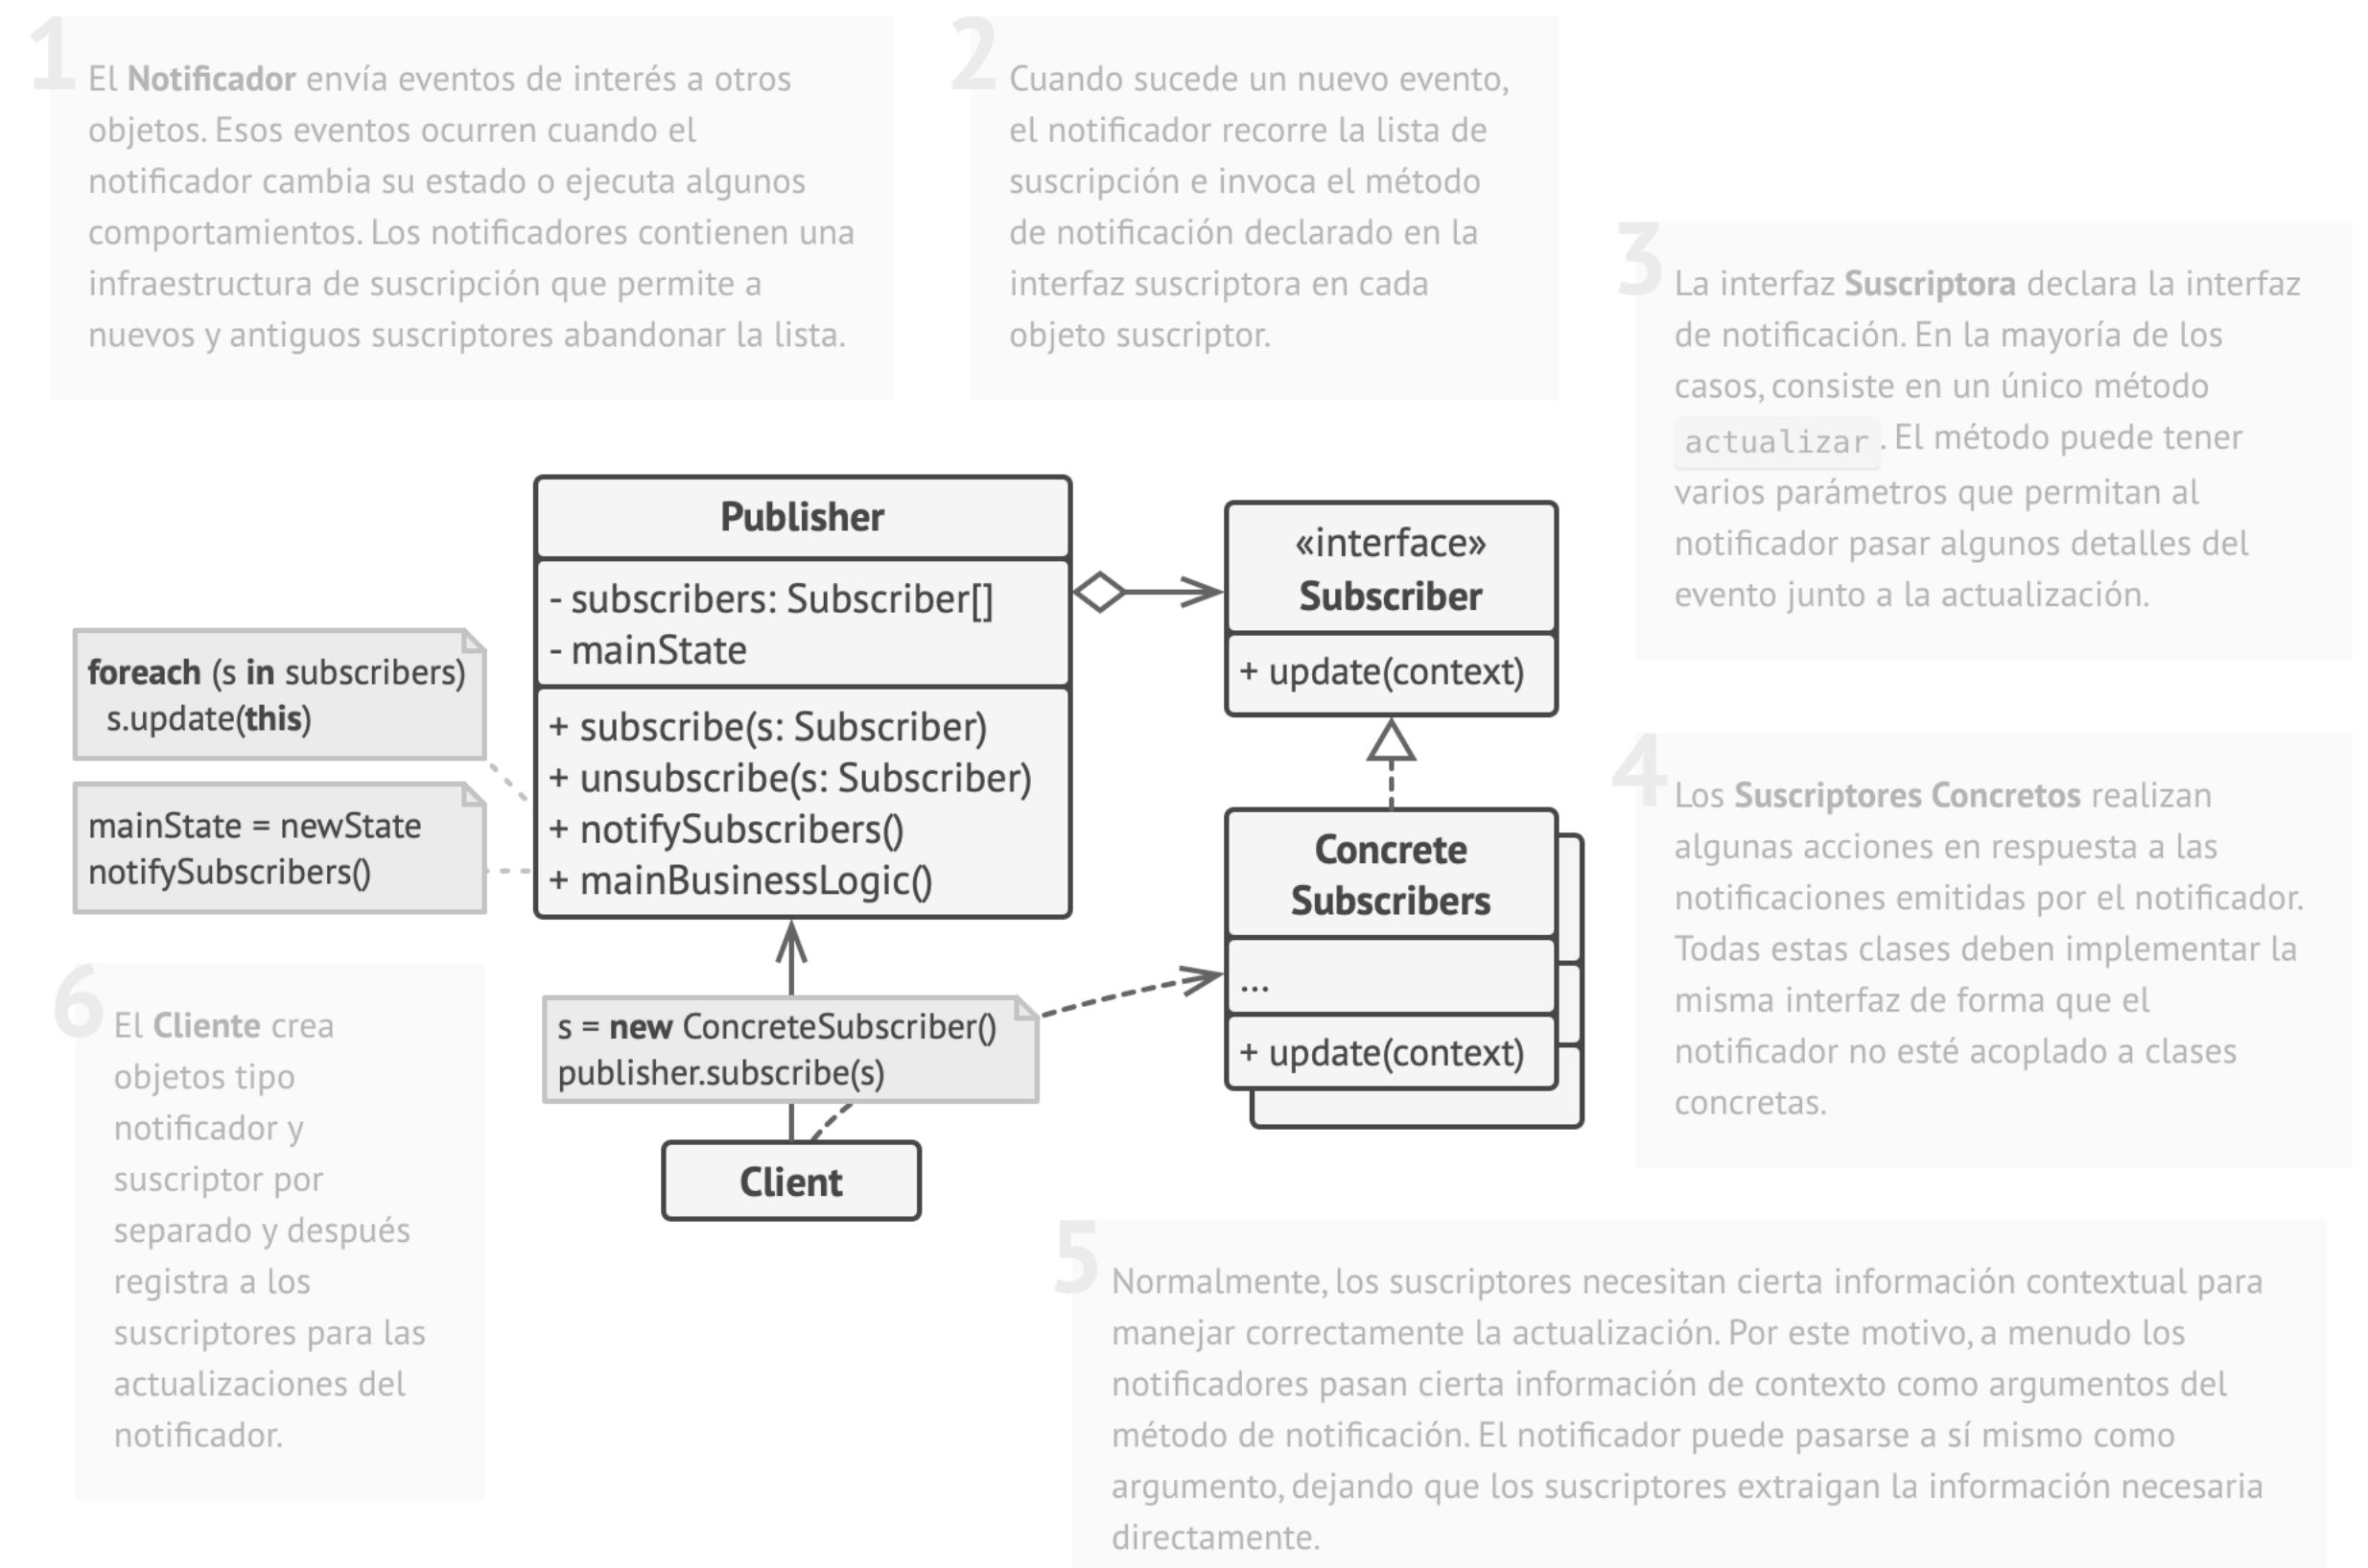 1
El Notificador envía eventos de interés a otros
objetos. Esos eventos ocurren cuando el
notificador cambia su estado o ejecuta algunos
comportamientos. Los notificadores contienen una
infraestructura de suscripción que permite a
nuevos y antiguos suscriptores abandonar la lista.
2
Cuando sucede un nuevo evento,
el notificador recorre la lista de
suscripción e invoca el método
de notificación declarado en la
interfaz suscriptora en cada
objeto suscriptor.
3
La interfaz Suscriptora declara la interfaz
de notificación. En la mayoría de los
casos, consiste en un único método
actualizar. El método puede tener
varios parámetros que permitan al
notificador pasar algunos detalles del
evento junto a la actualización.
Publisher
- subscribers: Subscriber[]
- mainState
+ subscribe(s: Subscriber)
+ unsubscribe(s: Subscriber)
+ notifySubscribers()
+ mainBusinessLogic()
«interface»
Subscriber
+ update(context)
foreach (s in subscribers)
s.update(this)
mainState = newState
notifySubscribers()
4
Los Suscriptores Concretos realizan
algunas acciones en respuesta a las
notificaciones emitidas por el notificador.
Todas estas clases deben implementar la
misma interfaz de forma que el
notificador no esté acoplado a clases
concretas.
Concrete
Subscribers
...
+ update(context)
s = new ConcreteSubscriber()
publisher.subscribe(s)
Client
6
El Cliente crea
objetos tipo
notificador y
suscriptor por
separado y después
registra a los
suscriptores para las
actualizaciones del
notificador.
5
Normalmente, los suscriptores necesitan cierta información contextual para
manejar correctamente la actualización. Por este motivo, a menudo los
notificadores pasan cierta información de contexto como argumentos del
método de notificación. El notificador puede pasarse a sí mismo como
argumento, dejando que los suscriptores extraigan la información necesaria
directamente.